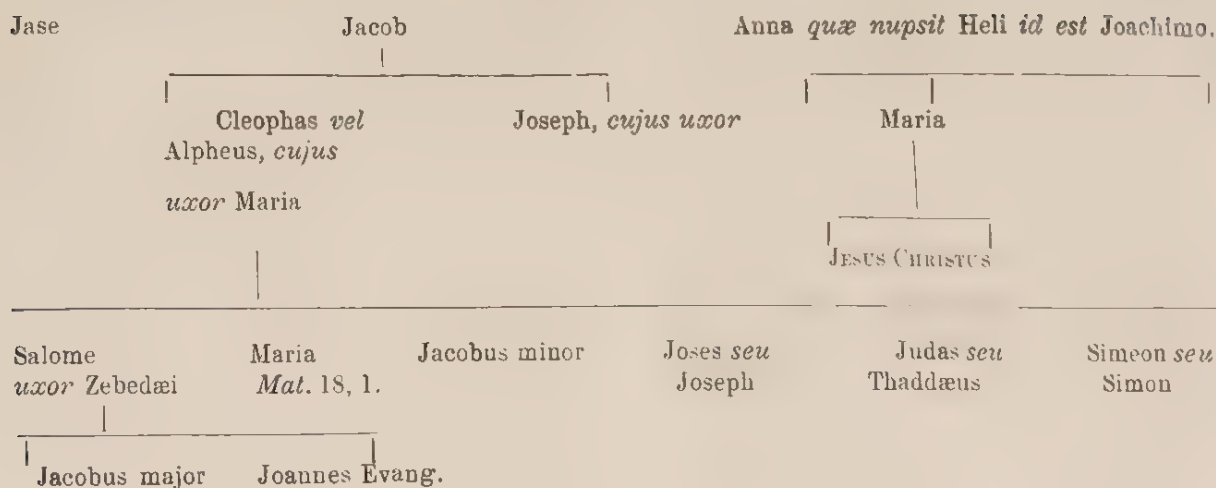 Jase Jacob Anna quæ nupsit Heli id est Joachimo.
Cleophas vel Joseph, cujus uxor Maria
Alpheus, cujus
uxor Maria
JESUS CHRISTUS
Salome Maria Jacobus minor Joses seu Judas seu Simeon seu
uxor Zebedæi Mat. 18, 1. Joseph Thaddæus Simon
Jacobus major Joannes Evang.